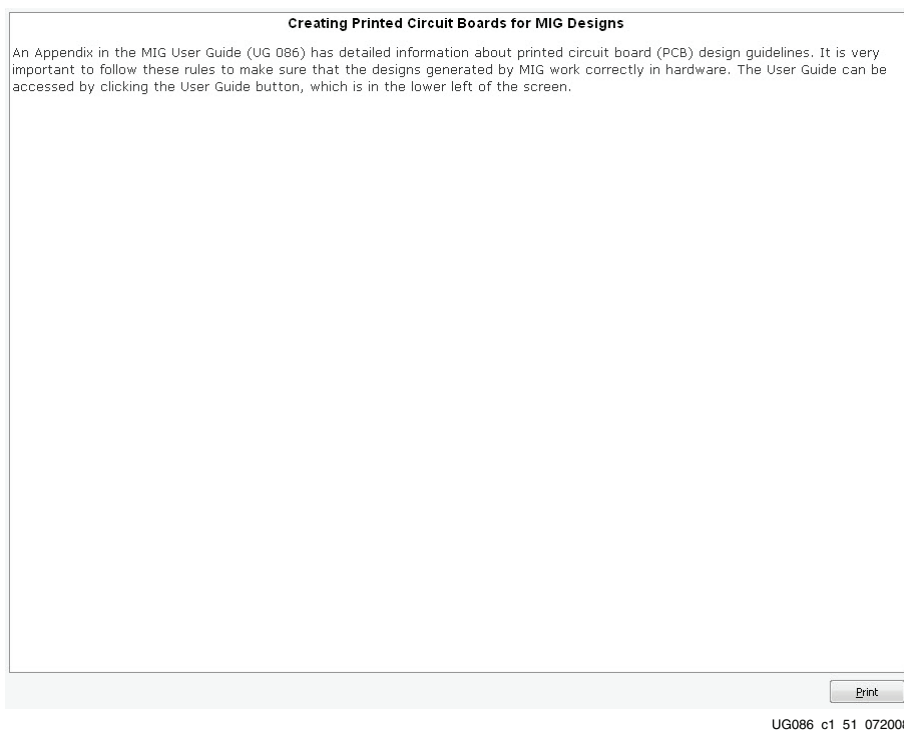 Creating Printed Circuit Boards for MIG Designs
An Appendix in the MIG User Guide (UG 086) has detailed information about printed circuit board (PCB) design guidelines. It is very
important to follow these rules to make sure that the designs generated by MIG work correctly in hardware. The User Guide can be
accessed by clicking the User Guide button, which is in the lower left of the screen.
Print
UG086_c1_51_072008